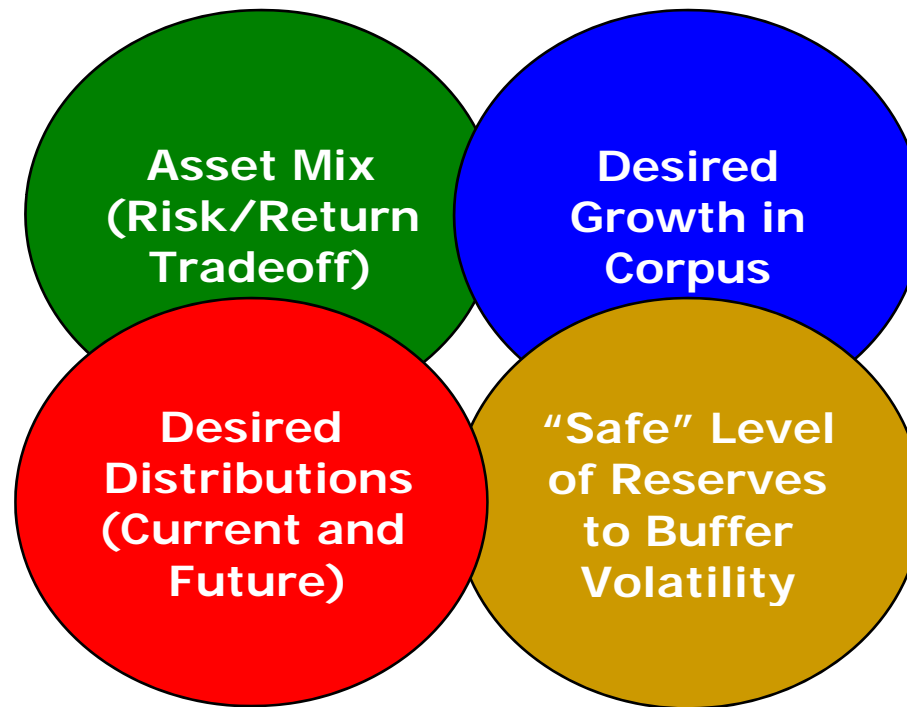 Asset Mix
(Risk/Return
Tradeoff)
Desired
Growth in
Corpus
Desired
Distributions
(Current and
Future)
“Safe” Level
of Reserves
to Buffer
Volatility